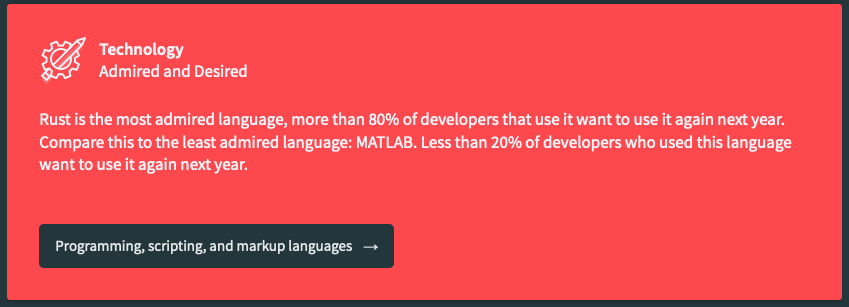 Technology
Admired and Desired
Rust is the most admired language, more than 80% of developers that use it want to use it again next year.
Compare this to the least admired language: MATLAB. Less than 20% of developers who used this language
want to use it again next year.
Programming, scripting, and markup languages →